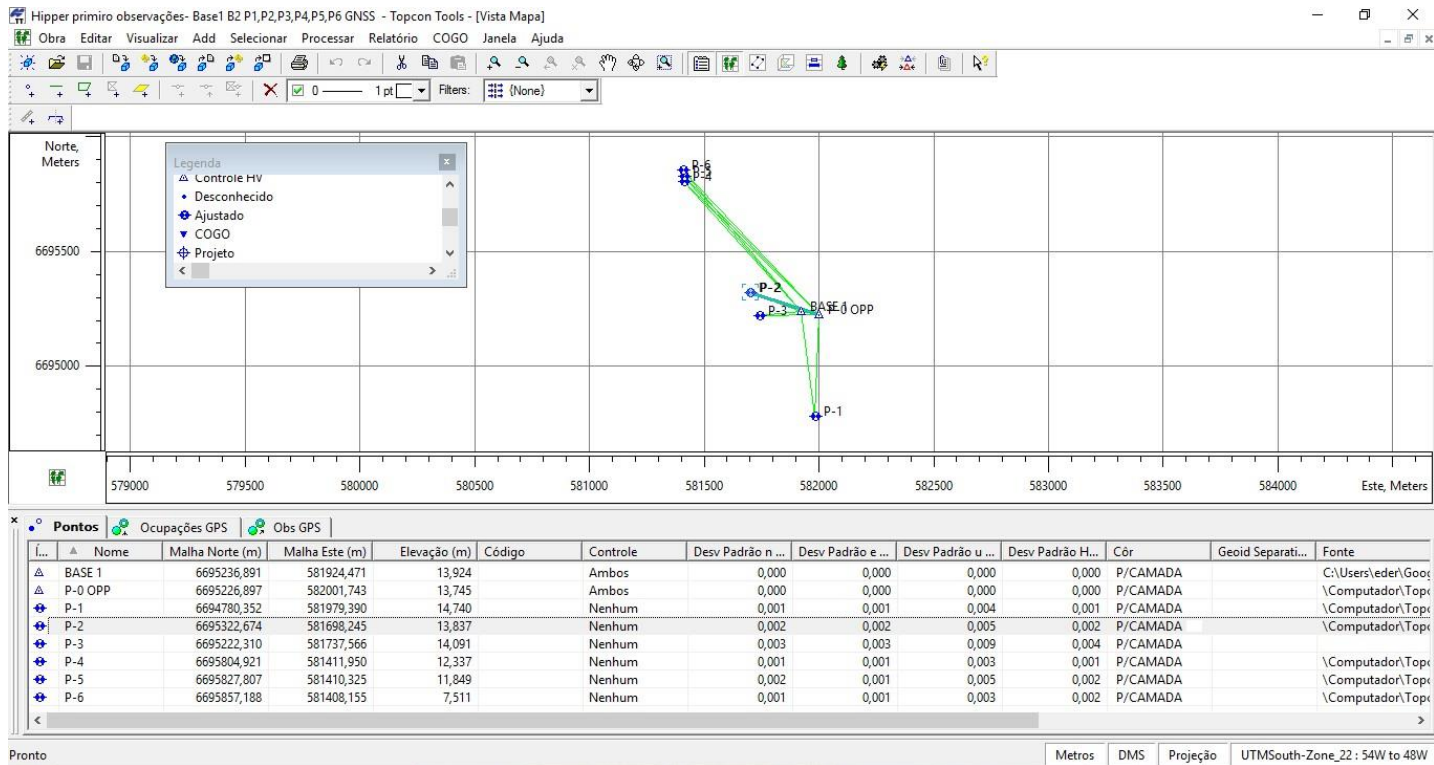 Hipper primiro observações- Base1 B2 P1,P2,P3,P4,P5,P6 GNSS - Topcon Tools - [Vista Mapa]
Obra Editar Visualizar Add Selecionar Processar Relatório COGO Janela Ajuda
0 1 pt Filters: {None}
Norte, Meters
Legenda
Controle HV
Desconhecido
Ajustado
COGO
Projeto
6695500
6695000
P-6
P-4
P-2
P-3 BASE 1 P-0 OPP
P-1
579000 579500 580000 580500 581000 581500 582000 582500 583000 583500 584000 Este, Meters
Pontos Ocupações GPS Obs GPS
Í... Nome Malha Norte (m) Malha Este (m) Elevação (m) Código Controle Desv Padrão n ... Desv Padrão e ... Desv Padrão u ... Desv Padrão H... Côr Geoid Separati... Fonte
BASE 1 6695236,891 581924,471 13,924 Ambos 0,000 0,000 0,000 0,000 P/CAMADA C:\Users\eder\Goog
P-0 OPP 6695226,897 582001,743 13,745 Ambos 0,000 0,000 0,000 0,000 P/CAMADA \Computador\Topc
P-1 6694780,352 581979,390 14,740 Nenhum 0,001 0,001 0,004 0,001 P/CAMADA \Computador\Topc
P-2 6695322,674 581698,245 13,837 Nenhum 0,002 0,002 0,005 0,002 P/CAMADA \Computador\Topc
P-3 6695222,310 581737,566 14,091 Nenhum 0,003 0,003 0,009 0,004 P/CAMADA
P-4 6695804,921 581411,950 12,337 Nenhum 0,001 0,001 0,003 0,001 P/CAMADA \Computador\Topc
P-5 6695827,807 581410,325 11,849 Nenhum 0,002 0,001 0,005 0,002 P/CAMADA \Computador\Topc
P-6 6695857,188 581408,155 7,511 Nenhum 0,001 0,001 0,003 0,002 P/CAMADA \Computador\Topc
Pronto Metros DMS Projeção UTMSouth-Zone_22 : 54W to 48W